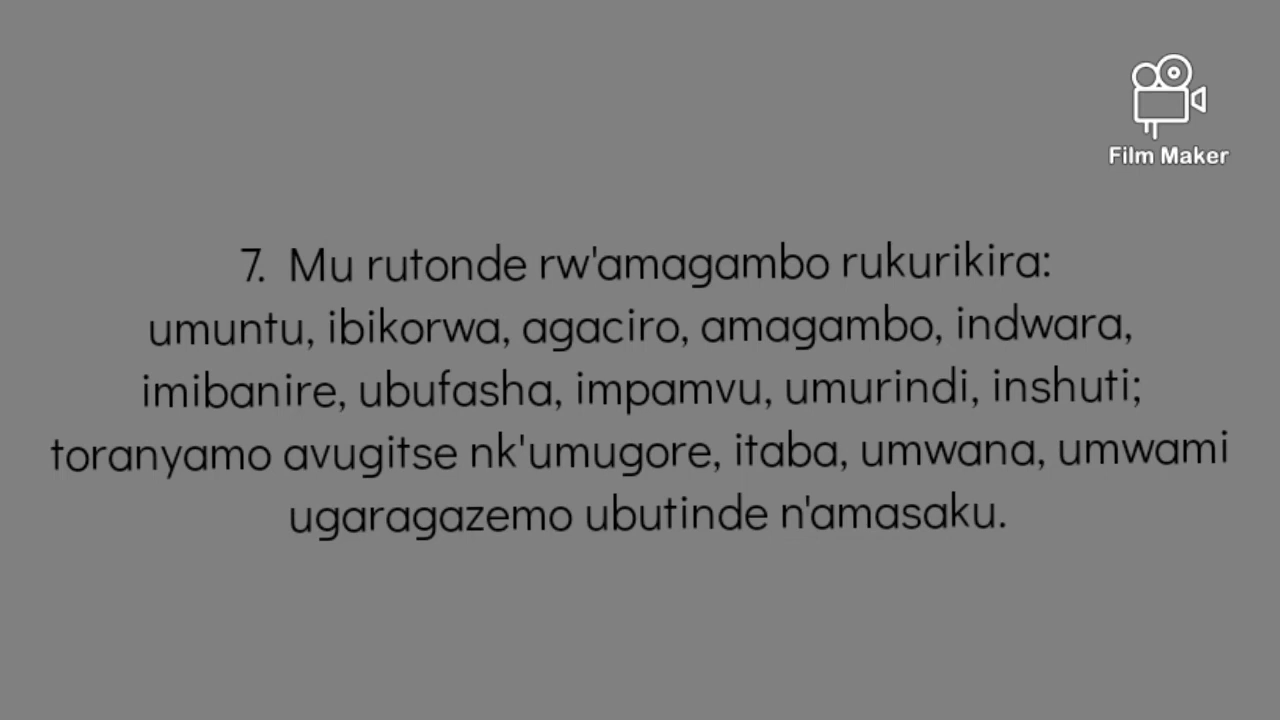 Film Maker
7. Mu rutonde rw'amagambo rukurikira:
umuntu, ibikorwa, agaciro, amagambo, indwara,
imibanire, ubufasha, impamvu, umurindi, inshuti;
toranyamo avugitse nk'umugore, itaba, umwana, umwami
ugaragazemo ubutinde n'amasaku.